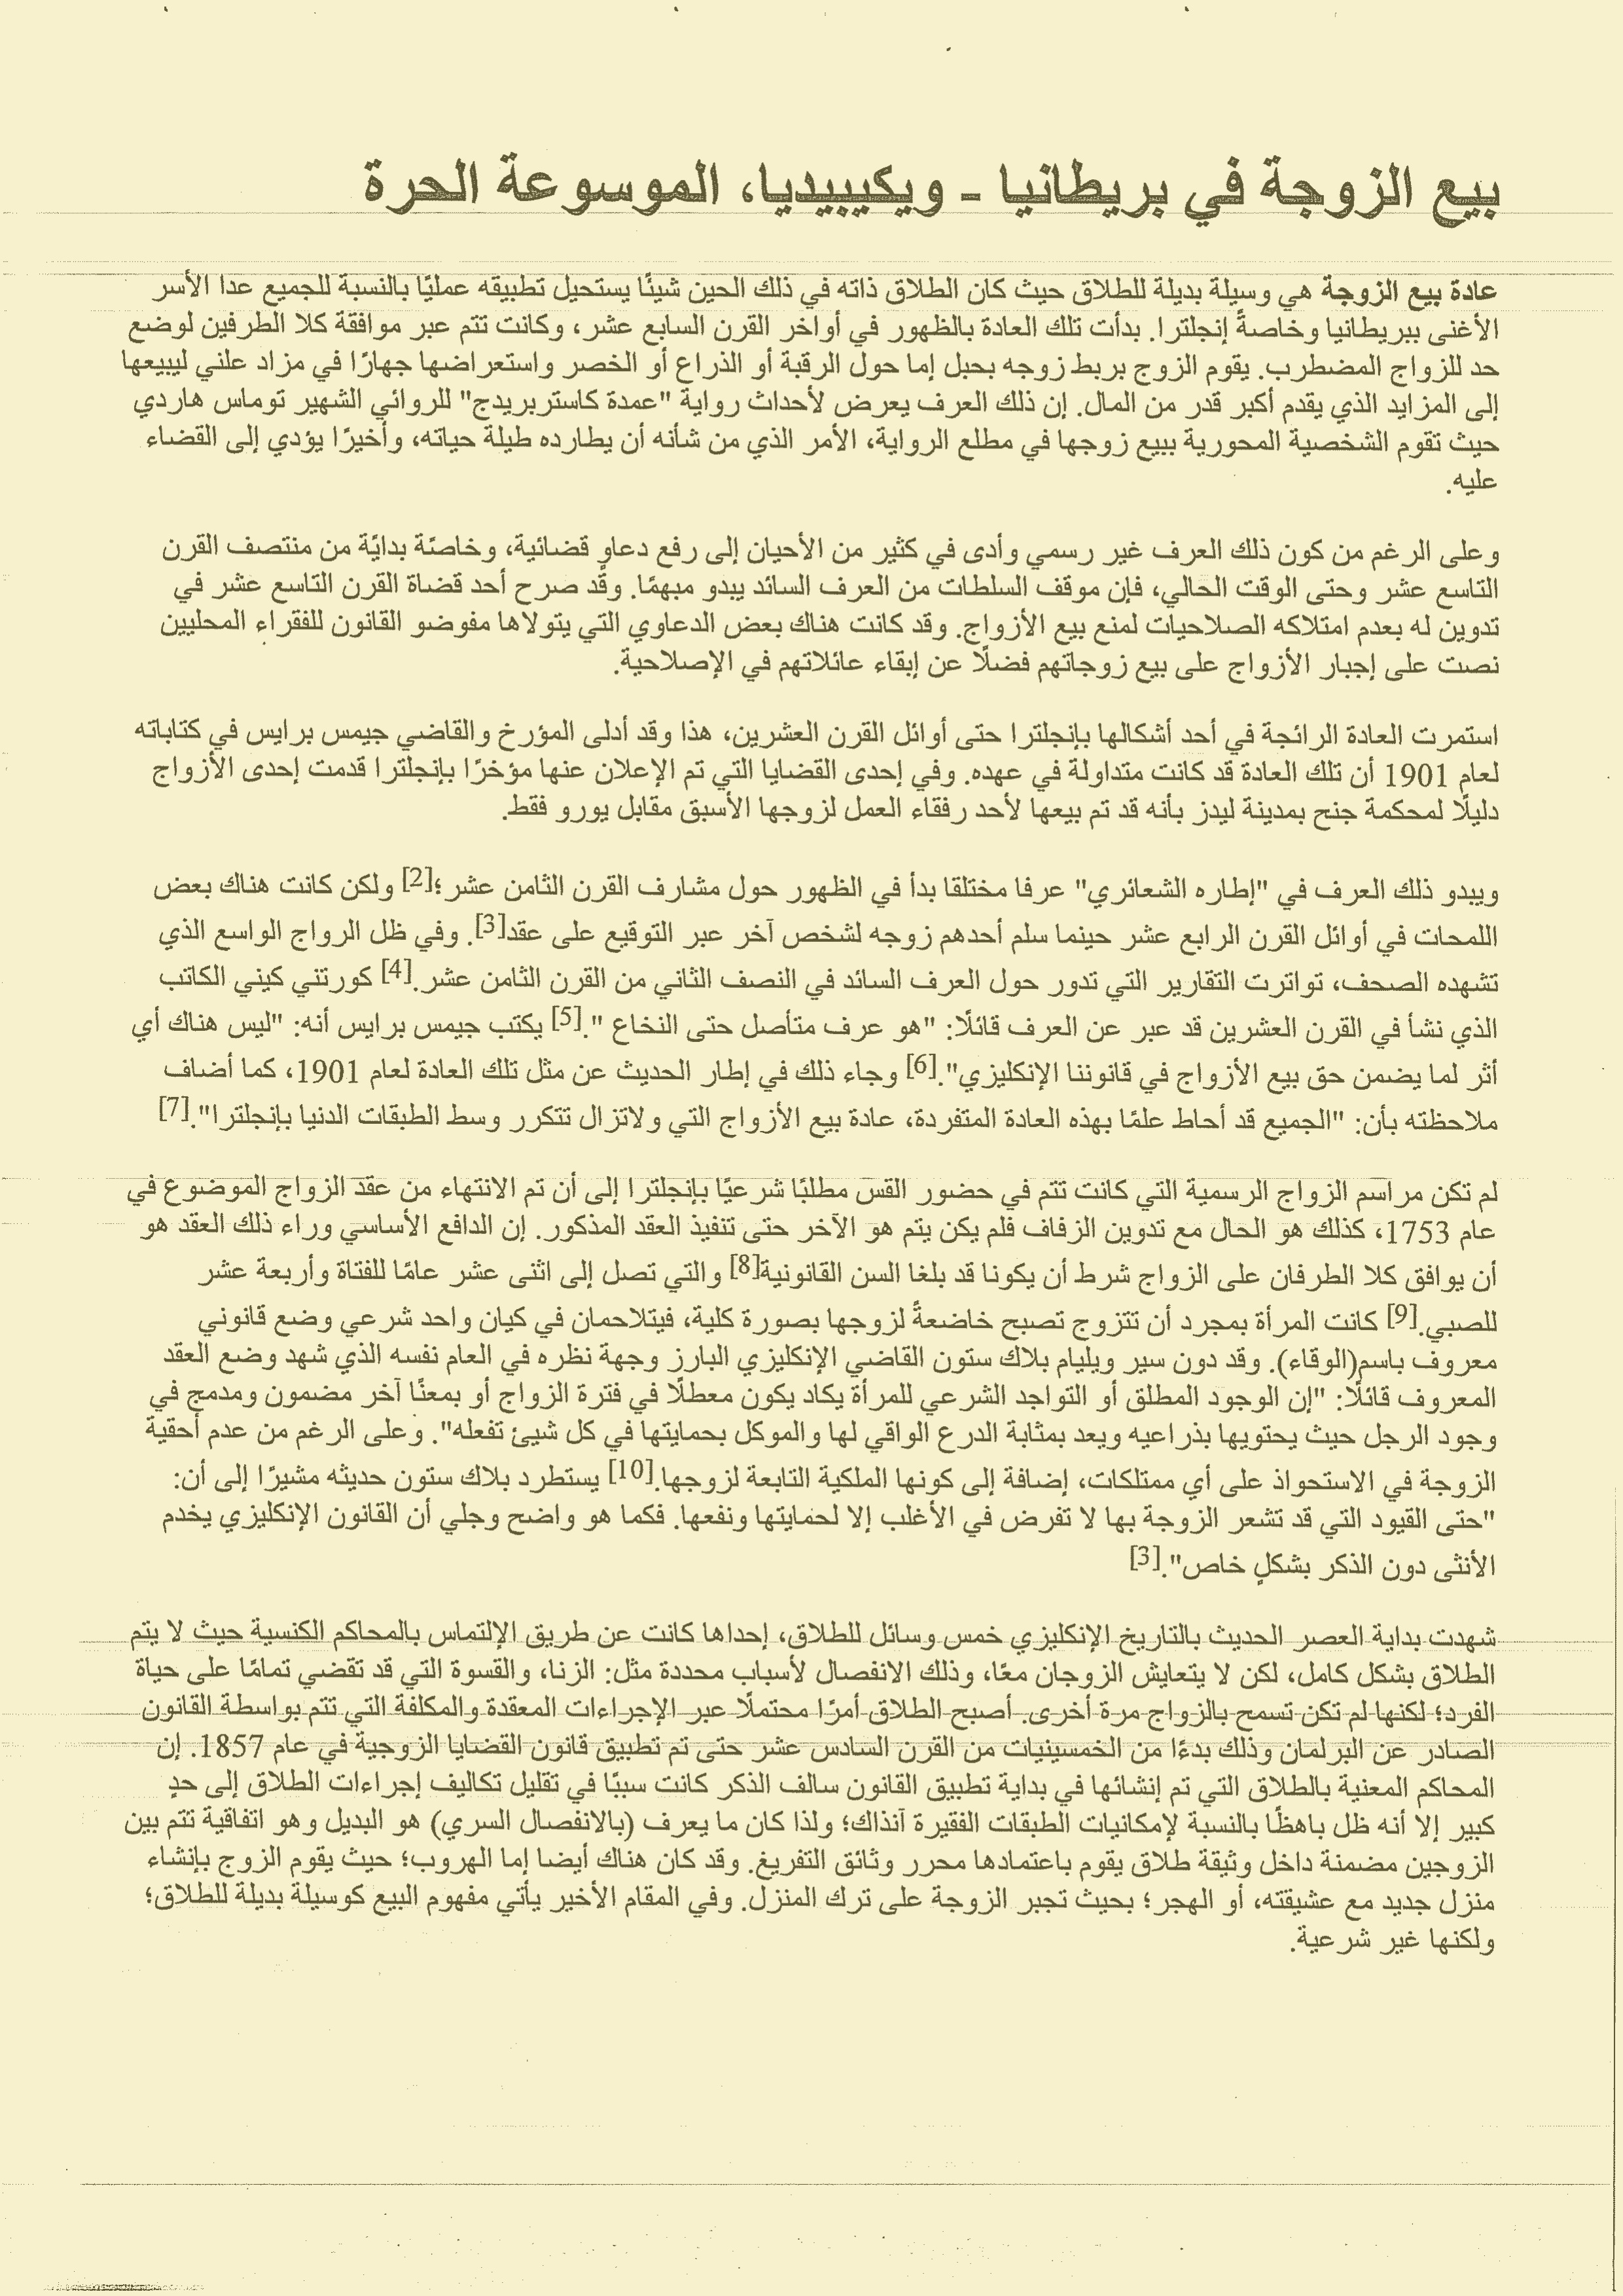 بيع الزوجة في بريطانيا - ويكيبيديا، الموسوعة الحرة
عادة بيع الزوجة هي وسيلة بديلة للطلاق حيث كان الطلاق ذاته في ذلك الحين شيئًا يستحيل تطبيقه عمليًا بالنسبة للجميع عدا الأسر
الأغنى ببريطانيا وخاصةً إنجلترا. بدأت تلك العادة بالظهور في أواخر القرن السابع عشر، وكانت تتم عبر موافقة كلا الطرفين لوضع
حد للزواج المضطرب. يقوم الزوج بربط زوجه بحبل إما حول الرقبة أو الذراع أو الخصر واستعراضها جهارًا في مزاد علني ليبيعها
إلى المزايد الذي يقدم أكبر قدر من المال. إن ذلك العرف يعرض لأحداث رواية "عمدة كاستربريدج" للروائي الشهير توماس هاردي
حيث تقوم الشخصية المحورية ببيع زوجها في مطلع الرواية، الأمر الذي من شأنه أن يطارده طيلة حياته، وأخيرًا يؤدي إلى القضاء
عليه.
وعلى الرغم من كون ذلك العرف غير رسمي وأدى في كثير من الأحيان إلى رفع دعاوٍ قضائية، وخاصًة بدايًة من منتصف القرن
التاسع عشر وحتى الوقت الحالي، فإن موقف السلطات من العرف السائد يبدو مبهمًا. وقد صرح أحد قضاة القرن التاسع عشر في
تدوين له بعدم امتلاكه الصلاحيات لمنع بيع الأزواج. وقد كانت هناك بعض الدعاوي التي يتولاها مفوضو القانون للفقراء المحليين
نصت على إجبار الأزواج على بيع زوجاتهم فضلًا عن إبقاء عائلاتهم في الإصلاحية.
استمرت العادة الرائجة في أحد أشكالها بإنجلترا حتى أوائل القرن العشرين، هذا وقد أدلى المؤرخ والقاضي جيمس برايس في كتاباته
لعام 1901 أن تلك العادة قد كانت متداولة في عهده. وفي إحدى القضايا التي تم الإعلان عنها مؤخرًا بإنجلترا قدمت إحدى الأزواج
دليلًا لمحكمة جنح بمدينة ليدز بأنه قد تم بيعها لأحد رفقاء العمل لزوجها الأسبق مقابل يورو فقط.
ويبدو ذلك العرف في "إطاره الشعائري" عرفا مختلقا بدأ في الظهور حول مشارف القرن الثامن عشر؛[2] ولكن كانت هناك بعض
اللمحات في أوائل القرن الرابع عشر حينما سلم أحدهم زوجه لشخص آخر عبر التوقيع على عقد[3]. وفي ظل الرواج الواسع الذي
تشهده الصحف، تواترت التقارير التي تدور حول العرف السائد في النصف الثاني من القرن الثامن عشر.[4] كورتني كيني الكاتب
الذي نشأ في القرن العشرين قد عبر عن العرف قائلًا: "هو عرف متأصل حتى النخاع ".[5] يكتب جيمس برايس أنه: "ليس هناك أي
أثر لما يضمن حق بيع الأزواج في قانوننا الإنكليزي".[6] وجاء ذلك في إطار الحديث عن مثل تلك العادة لعام 1901، كما أضاف
ملاحظته بأن: "الجميع قد أحاط علمًا بهذه العادة المتفردة، عادة بيع الأزواج التي ولاتزال تتكرر وسط الطبقات الدنيا بإنجلترا".[7]
لم تكن مراسم الزواج الرسمية التي كانت تتم في حضور القس مطلبًا شرعيًا بإنجلترا إلى أن تم الانتهاء من عقد الزواج الموضوع في
عام 1753، كذلك هو الحال مع تدوين الزفاف فلم يكن يتم هو الآخر حتى تنفيذ العقد المذكور. إن الدافع الأساسي وراء ذلك العقد هو
أن يوافق كلا الطرفان على الزواج شرط أن يكونا قد بلغا السن القانونية[8] والتي تصل إلى اثنى عشر عامًا للفتاة وأربعة عشر
للصبي.[9] كانت المرأة بمجرد أن تتزوج تصبح خاضعةً لزوجها بصورة كلية، فيتلاحمان في كيان واحد شرعي وضع قانوني
معروف باسم(الوقاء). وقد دون سير ويليام بلاك ستون القاضي الإنكليزي البارز وجهة نظره في العام نفسه الذي شهد وضع العقد
المعروف قائلًا: "إن الوجود المطلق أو التواجد الشرعي للمرأة يكاد يكون معطلًا في فترة الزواج أو بمعنًا آخر مضمون ومدمج في
وجود الرجل حيث يحتويها بذراعيه ويعد بمثابة الدرع الواقي لها والموكل بحمايتها في كل شيئ تفعله". وعلى الرغم من عدم أحقية
الزوجة في الاستحواذ على أي ممتلكات، إضافة إلى كونها الملكية التابعة لزوجها.[10] يستطرد بلاك ستون حديثه مشيرًا إلى أن:
"حتى القيود التي قد تشعر الزوجة بها لا تفرض في الأغلب إلا لحمايتها ونفعها. فكما هو واضح وجلي أن القانون الإنكليزي يخدم
الأنثى دون الذكر بشكلٍ خاص".[3]
شهدت بداية العصر الحديث بالتاريخ الإنكليزي خمس وسائل للطلاق، إحداها كانت عن طريق الإلتماس بالمحاكم الكنسية حيث لا يتم
الطلاق بشكل كامل، لكن لا يتعايش الزوجان معًا، وذلك الانفصال لأسباب محددة مثل: الزنا، والقسوة التي قد تقضي تمامًا على حياة
الفرد؛ لكنها لم تكن تسمح بالزواج مرة أخرى. أصبح الطلاق أمرًا محتملًا عبر الإجراءات المعقدة والمكلفة التي تتم بواسطة القانون
الصادر عن البرلمان وذلك بدءًا من الخمسينيات من القرن السادس عشر حتى تم تطبيق قانون القضايا الزوجية في عام 1857. إن
المحاكم المعنية بالطلاق التي تم إنشائها في بداية تطبيق القانون سالف الذكر كانت سببًا في تقليل تكاليف إجراءات الطلاق إلى حدٍ
كبير إلا أنه ظل باهظًا بالنسبة لإمكانيات الطبقات الفقيرة آنذاك؛ ولذا كان ما يعرف (بالانفصال السري) هو البديل وهو اتفاقية تتم بين
الزوجين مضمنة داخل وثيقة طلاق يقوم باعتمادها محرر وثائق التفريغ. وقد كان هناك أيضا إما الهروب؛ حيث يقوم الزوج بإنشاء
منزل جديد مع عشيقته، أو الهجر؛ بحيث تجبر الزوجة على ترك المنزل. وفي المقام الأخير يأتي مفهوم البيع كوسيلة بديلة للطلاق؛
ولكنها غير شرعية.